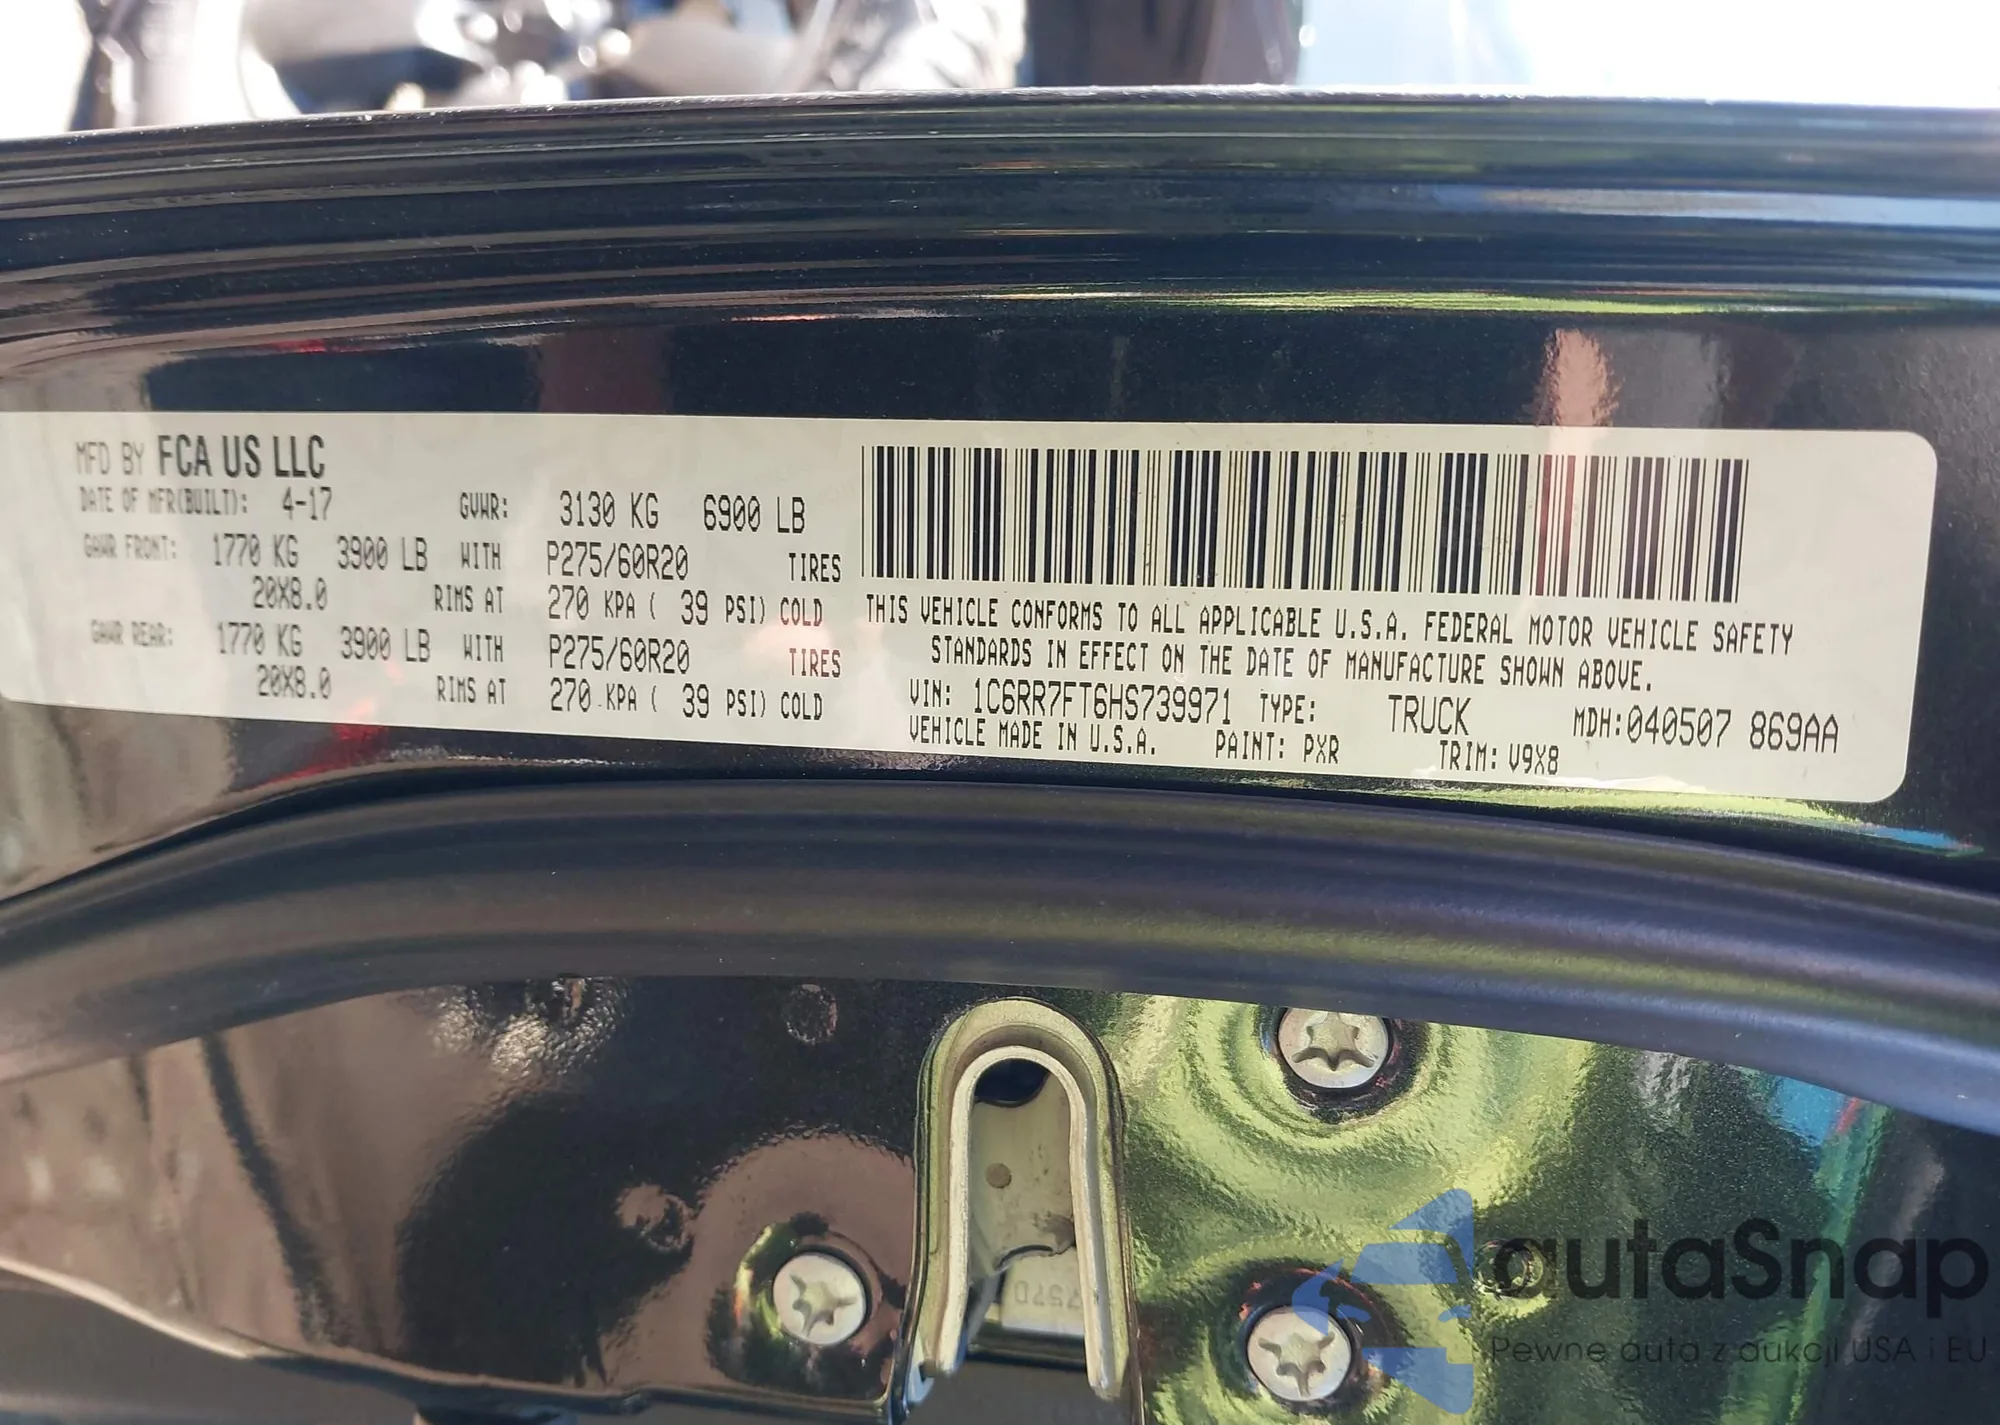 MFD BY FCA US LLC
DATE OF MFR(BUILT): 4-17 GVWR: 3130 KG 6900 LB
GAWR FRONT: 1770 KG 3900 LB WITH P275/60R20 TIRES
20X8.0 RIMS AT 270 KPA ( 39 PSI) COLD
GAWR REAR: 1770 KG 3900 LB WITH P275/60R20 TIRES
20X8.0 RIMS AT 270 KPA ( 39 PSI) COLD
THIS VEHICLE CONFORMS TO ALL APPLICABLE U.S.A. FEDERAL MOTOR VEHICLE SAFETY
STANDARDS IN EFFECT ON THE DATE OF MANUFACTURE SHOWN ABOVE.
VIN: 1C6RR7FT6HS739971 TYPE: TRUCK MDH:040507 869AA
VEHICLE MADE IN U.S.A. PAINT: PXR TRIM: V9X8
autaSnap
Pewne auta z aukcji USA i EU